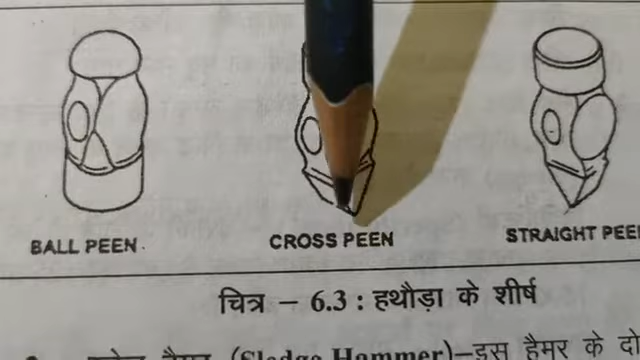 BALL PEEN
CROSS PEEN
STRAIGHT PEE
चित्र – 6.3 : हथौड़ा के शीर्ष
(Sledge Hammer)–इस हैमर के दो